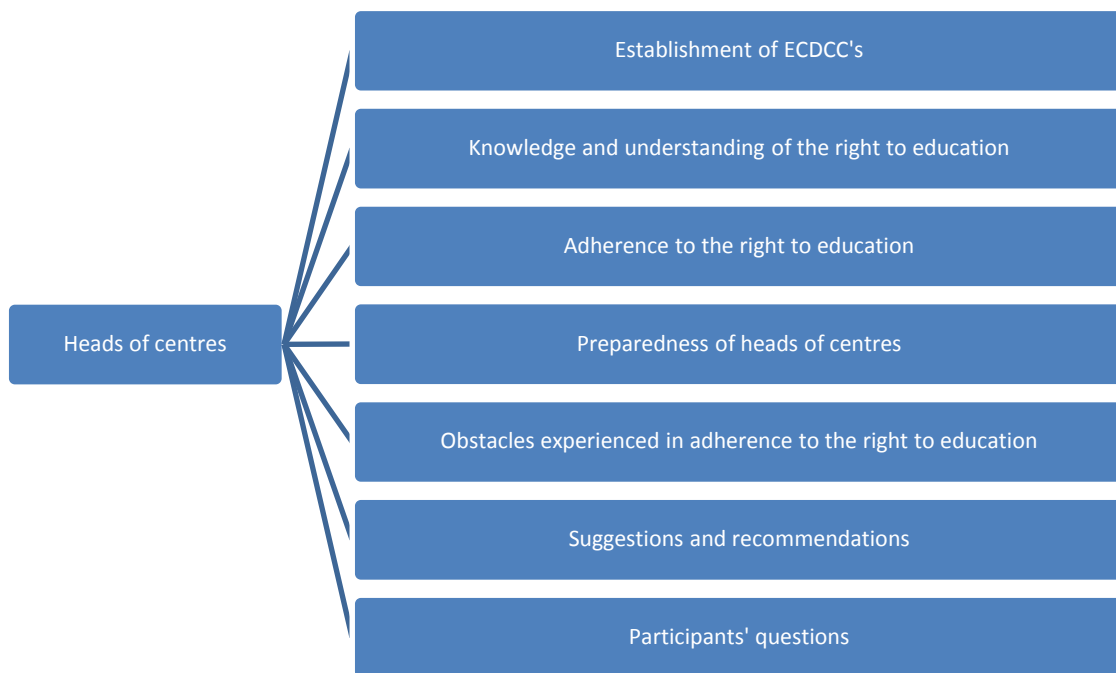 Establishment of ECDCC's
Knowledge and understanding of the right to education
Adherence to the right to education
Heads of centres
Preparedness of heads of centres
Obstacles experienced in adherence to the right to education
Suggestions and recommendations
Participants' questions